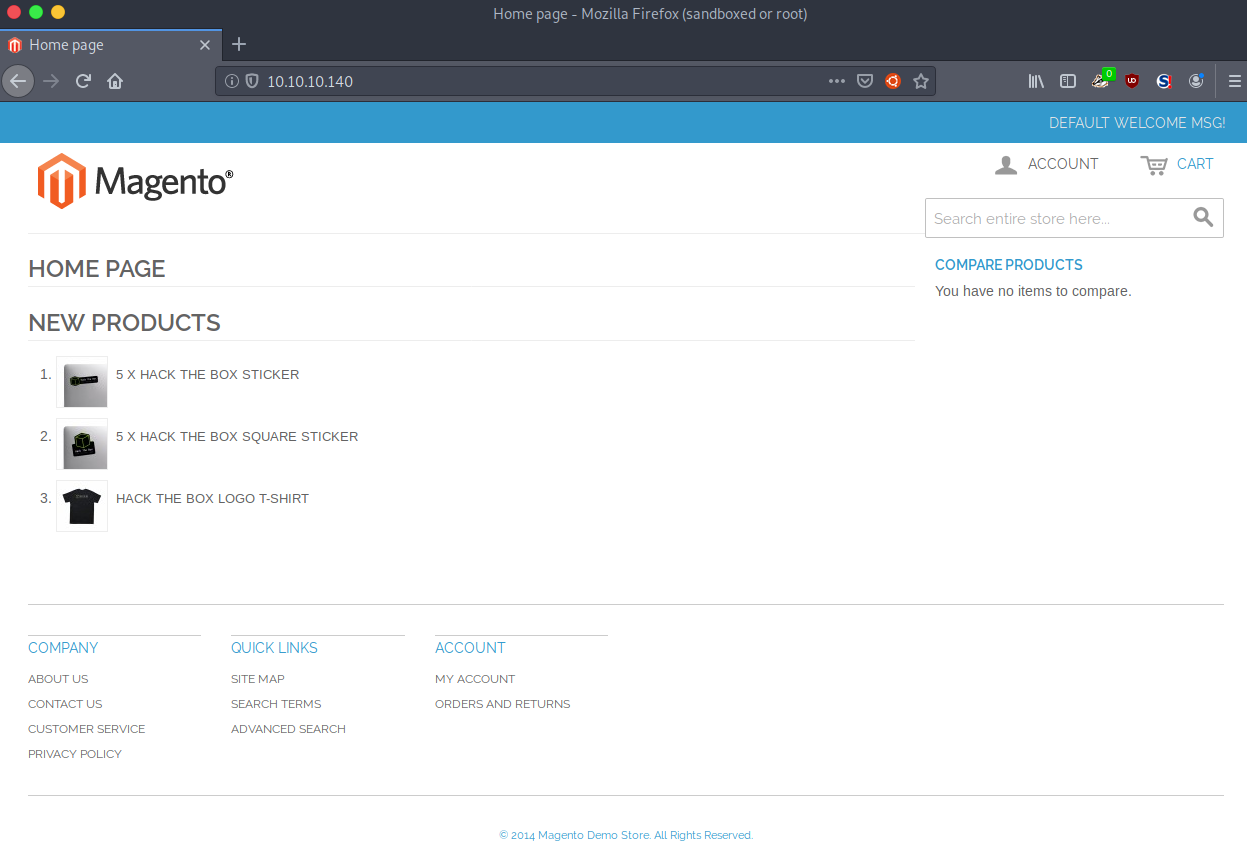 Home page - Mozilla Firefox (sandboxed or root)
Home page
10.10.10.140
0
DEFAULT WELCOME MSG!
Magento®
ACCOUNT
CART
Search entire store here...
HOME PAGE
COMPARE PRODUCTS
You have no items to compare.
NEW PRODUCTS
1. 5 X HACK THE BOX STICKER
2. 5 X HACK THE BOX SQUARE STICKER
3. HACK THE BOX LOGO T-SHIRT
COMPANY
ABOUT US
CONTACT US
CUSTOMER SERVICE
PRIVACY POLICY
QUICK LINKS
SITE MAP
SEARCH TERMS
ADVANCED SEARCH
ACCOUNT
MY ACCOUNT
ORDERS AND RETURNS
© 2014 Magento Demo Store. All Rights Reserved.